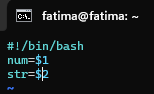 fatima@fatima: ~
#!/bin/bash
num=$1
str=$2
~